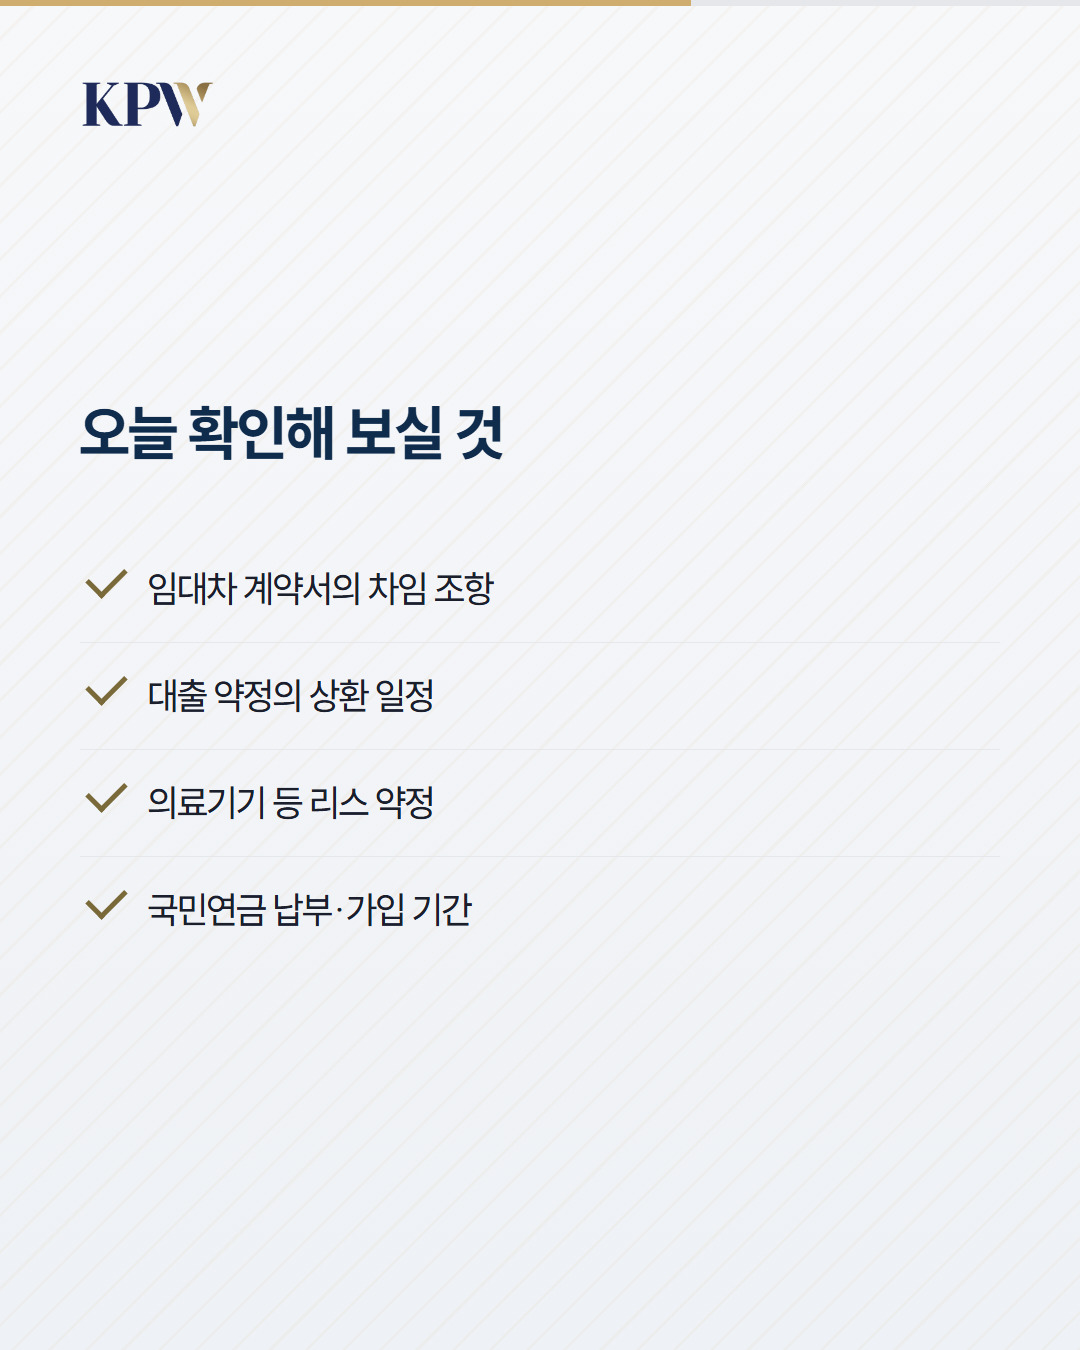 KPW
오늘 확인해 보실 것
임대차 계약서의 차임 조항
대출 약정의 상환 일정
의료기기 등 리스 약정
국민연금 납부·가입 기간